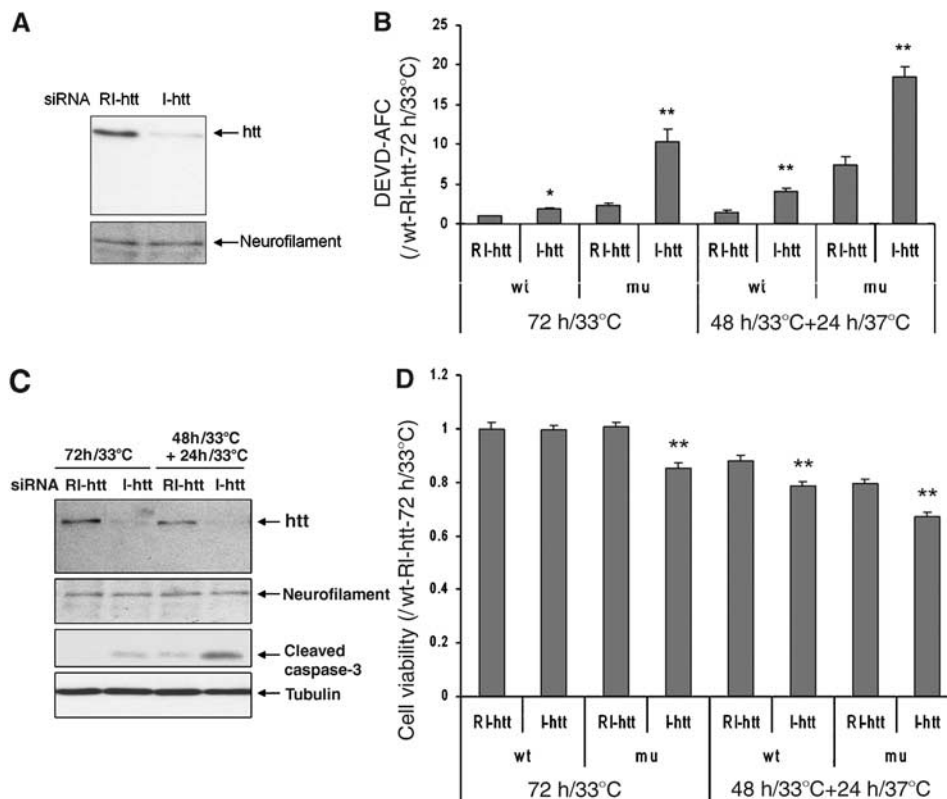 A
siRNA RI-htt I-htt
htt
Neurofilament
B
DEVD-AFC
(/wt-RI-htt-72 h/33°C)
25
20
15
10
5
0
* ** ** **
RI-htt I-htt RI-htt I-htt RI-htt I-htt RI-htt I-htt
wt mu wt mu
72 h/33°C 48 h/33°C+24 h/37°C
C
72h/33°C 48h/33°C
+ 24h/33°C
siRNA RI-htt I-htt RI-htt I-htt
htt
Neurofilament
Cleaved
caspase-3
Tubulin
D
Cell viability (/wt-RI-htt-72 h/33°C)
1.2
1
0.8
0.6
0.4
0.2
0
** ** **
RI-htt I-htt RI-htt I-htt RI-htt I-htt RI-htt I-htt
wt mu wt mu
72 h/33°C 48 h/33°C+24 h/37°C